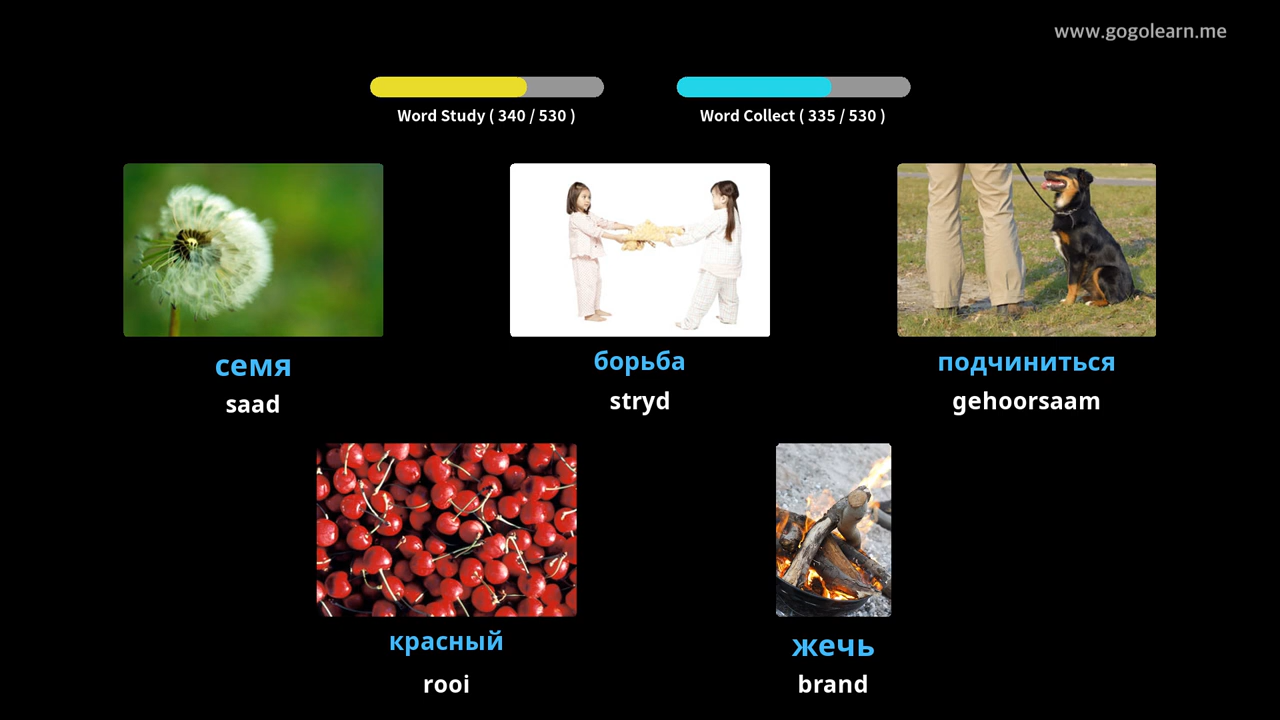 www.gogolearn.me
Word Study ( 340 / 530 )
Word Collect ( 335 / 530 )
семя
saad
борьба
stryd
подчиниться
gehoorsaam
красный
rooi
жечь
brand